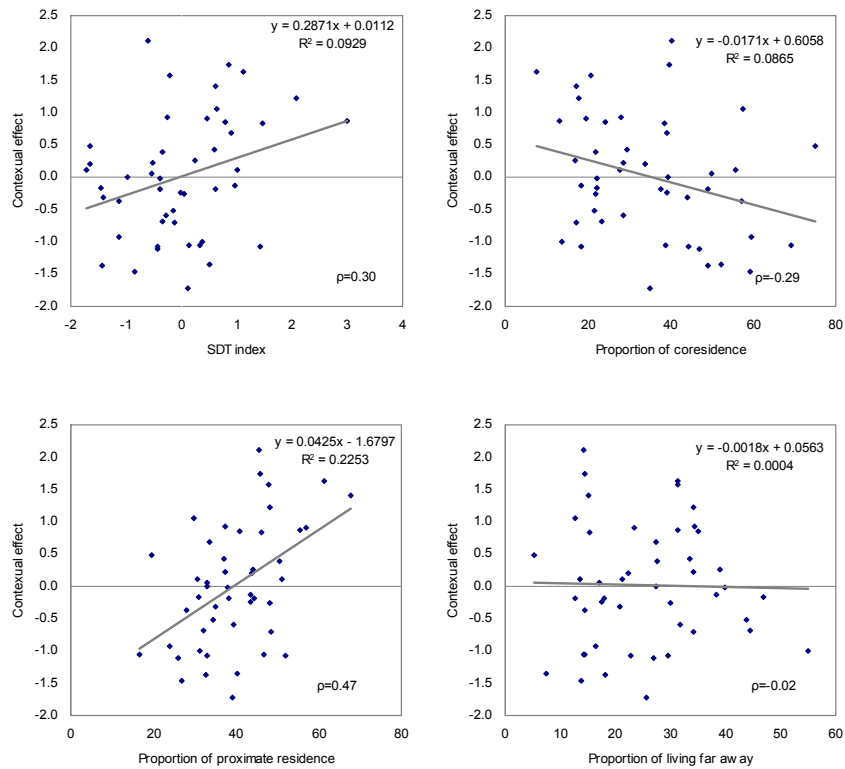 y = 0.2871x + 0.0112
R² = 0.0929
2.5
2.0
1.5
1.0
0.5
0.0
-0.5
-1.0
-1.5
-2.0
Contexual effect
ρ=0.30
-2 -1 0 1 2 3 4
SDT index
y = -0.0171x + 0.6058
R² = 0.0865
2.5
2.0
1.5
1.0
0.5
0.0
-0.5
-1.0
-1.5
-2.0
Contexual effect
ρ=-0.29
0 20 40 60 80
Proportion of coresidence
y = 0.0425x - 1.6797
R² = 0.2253
2.5
2.0
1.5
1.0
0.5
0.0
-0.5
-1.0
-1.5
-2.0
Contexual effect
ρ=0.47
0 20 40 60 80
Proportion of proximate residence
y = -0.0018x + 0.0563
R² = 0.0004
2.5
2.0
1.5
1.0
0.5
0.0
-0.5
-1.0
-1.5
-2.0
Contexual effect
ρ=-0.02
0 10 20 30 40 50 60
Proportion of living far away